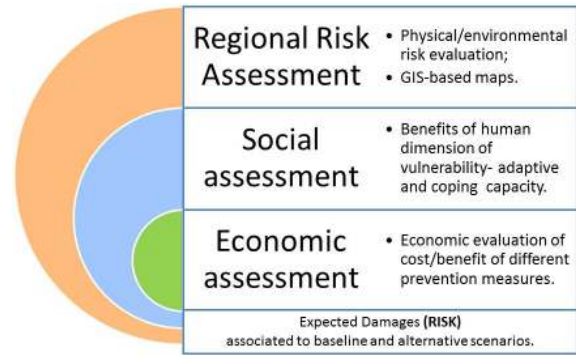 Regional Risk
Assessment
• Physical/environmental
risk evaluation;
• GIS-based maps.
Social
assessment
• Benefits of human
dimension of
vulnerability- adaptive
and coping capacity.
Economic
assessment
• Economic evaluation of
cost/benefit of different
prevention measures.
Expected Damages (RISK)
associated to baseline and alternative scenarios.